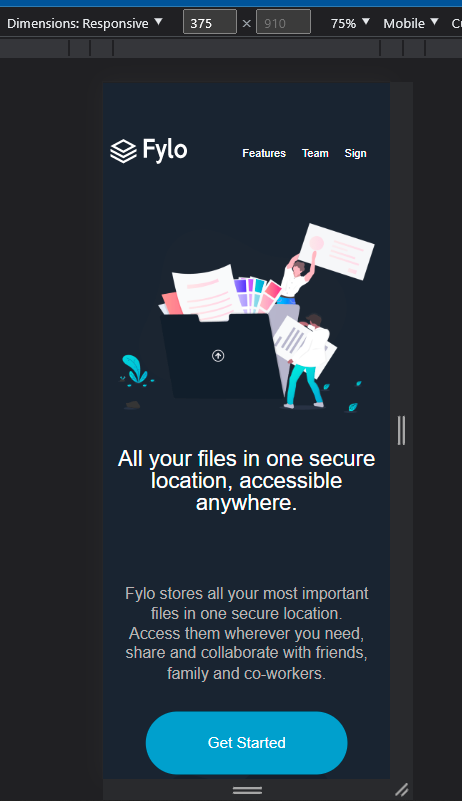 Dimensions: Responsive ▼ 375 × 910 75% ▼ Mobile ▼
Fylo Features Team Sign
All your files in one secure
location, accessible
anywhere.
Fylo stores all your most important
files in one secure location.
Access them wherever you need,
share and collaborate with friends,
family and co-workers.
Get Started